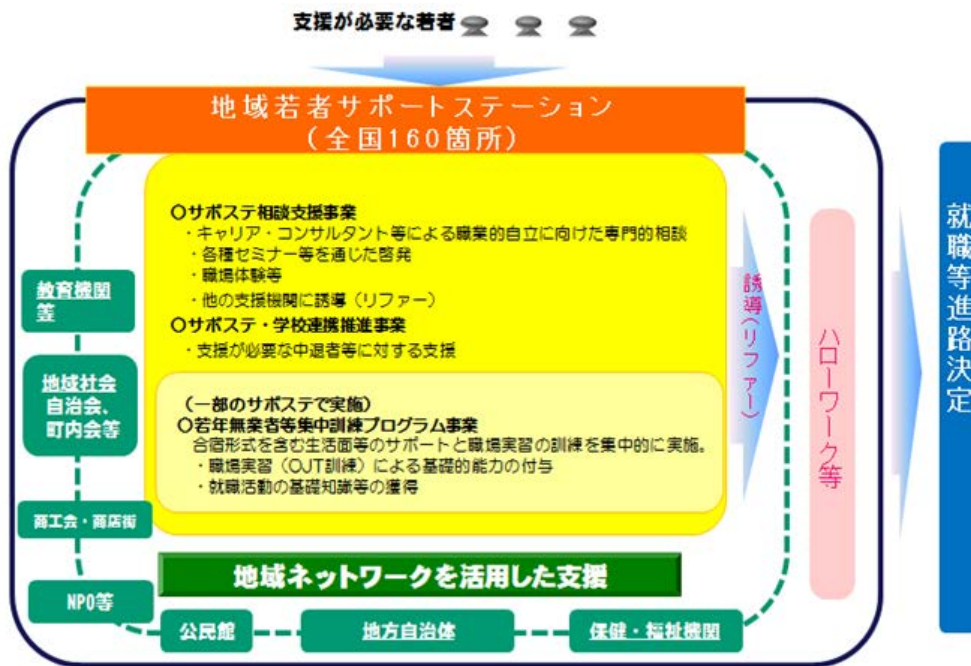 支援が必要な若者
地域若者サポートステーション
（全国160箇所）
〇サポステ相談支援事業
・キャリア・コンサルタント等による職業的自立に向けた専門的相談
・各種セミナー等を通じた啓発
・職場体験等
・他の支援機関に誘導（リファー）
〇サポステ・学校連携推進事業
・支援が必要な中退者等に対する支援
（一部のサポステで実施）
〇若年無業者等集中訓練プログラム事業
合宿形式を含む生活面等のサポートと職場実習の訓練を集中的に実施。
・職場実習（OJT訓練）による基礎的能力の付与
・就職活動の基礎知識等の獲得
地域ネットワークを活用した支援
教育機関
等
地域社会
自治会、
町内会等
商工会・商店街
NPO等
公民館
地方自治体
保健・福祉機関
誘導（リファー）
ハローワーク等
就職等進路決定